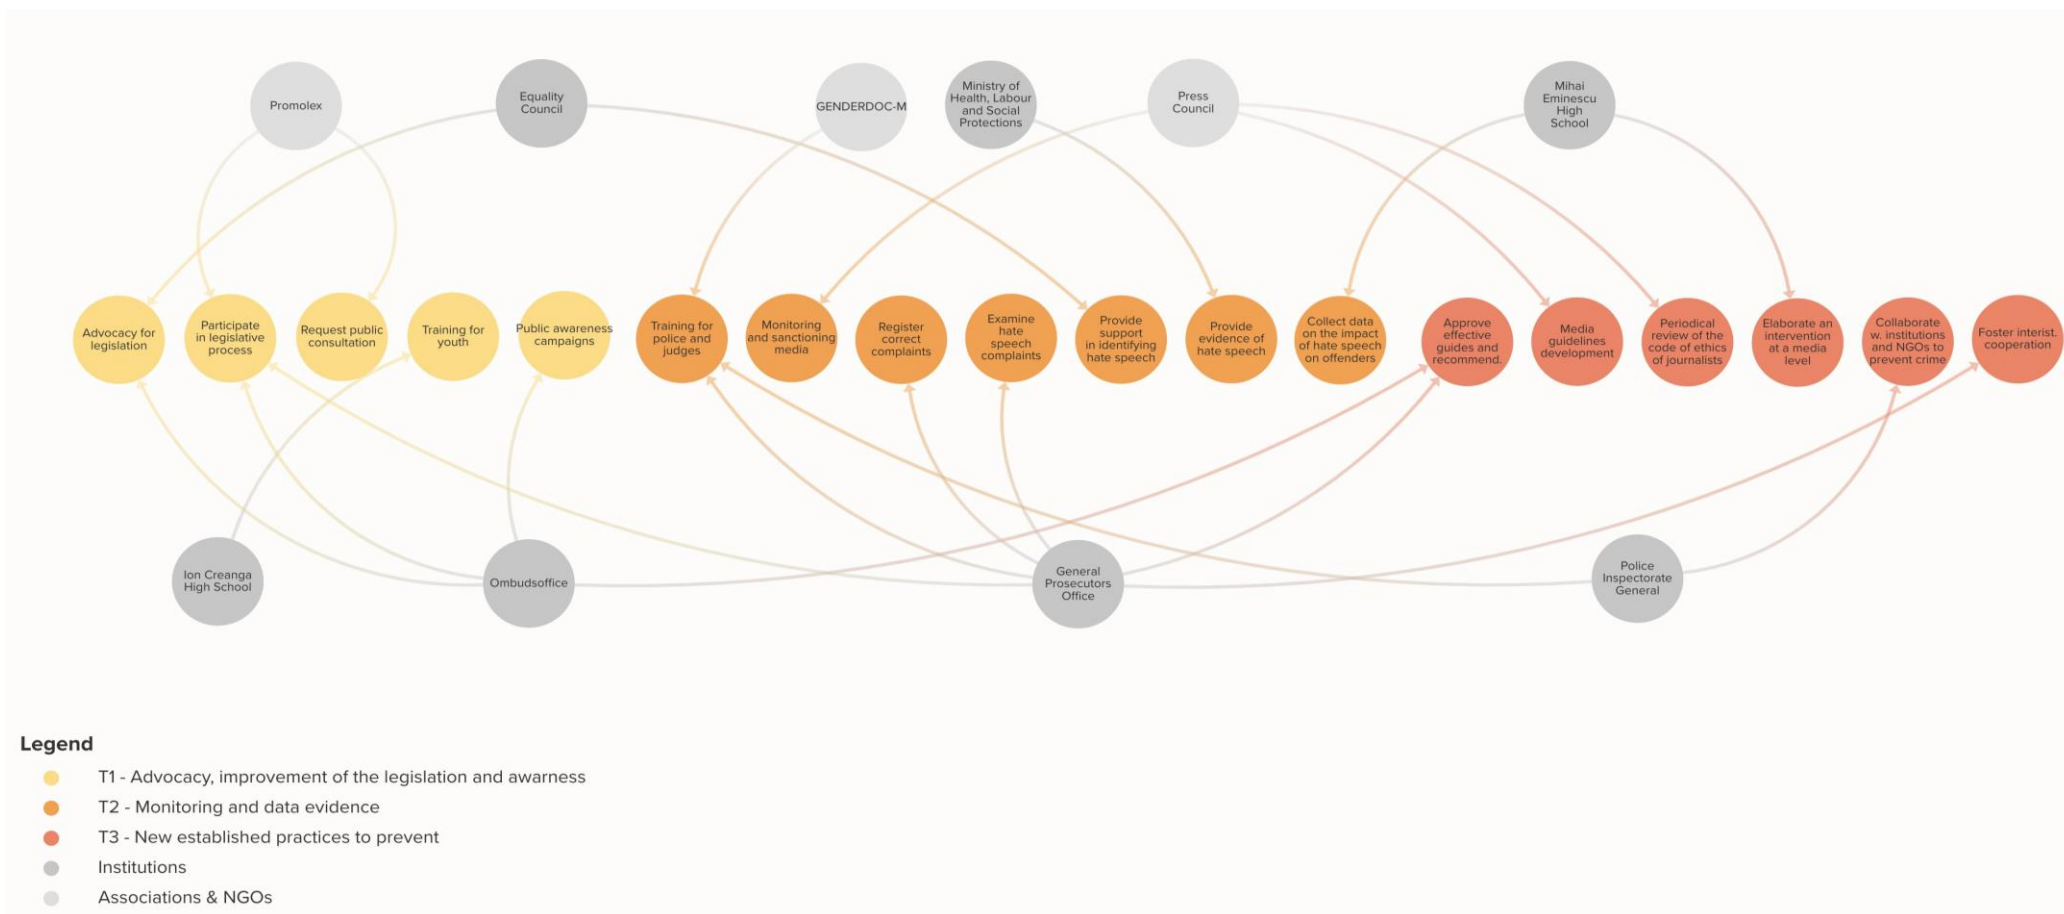 Promolex
Equality
Council
GENDERDOC-M
Ministry of
Health, Labour
and Social
Protections
Press
Council
Mihai
Eminescu
High
School
Advocacy for
legislation
Participate
in legislative
process
Request public
consultation
Training for
youth
Public awareness
campaigns
Training for
police and
judges
Monitoring
and sanctioning
media
Register
correct
complaints
Examine
hate
speech
complaints
Provide
support
in identifying
hate speech
Provide
evidence of
hate speech
Collect data
on the impact
of hate speech
on offenders
Approve
effective
guides and
recommend.
Media
guidelines
development
Periodical
review of the
code of ethics
of journalists
Elaborate an
intervention
at a media
level
Collaborate
w. institutions
and NGOs to
prevent crime
Foster interist.
cooperation
Ion Creanga
High School
Ombudsoffice
General
Prosecutors
Office
Police
Inspectorate
General
Legend
T1 - Advocacy, improvement of the legislation and awarness
T2 - Monitoring and data evidence
T3 - New established practices to prevent
Institutions
Associations & NGOs